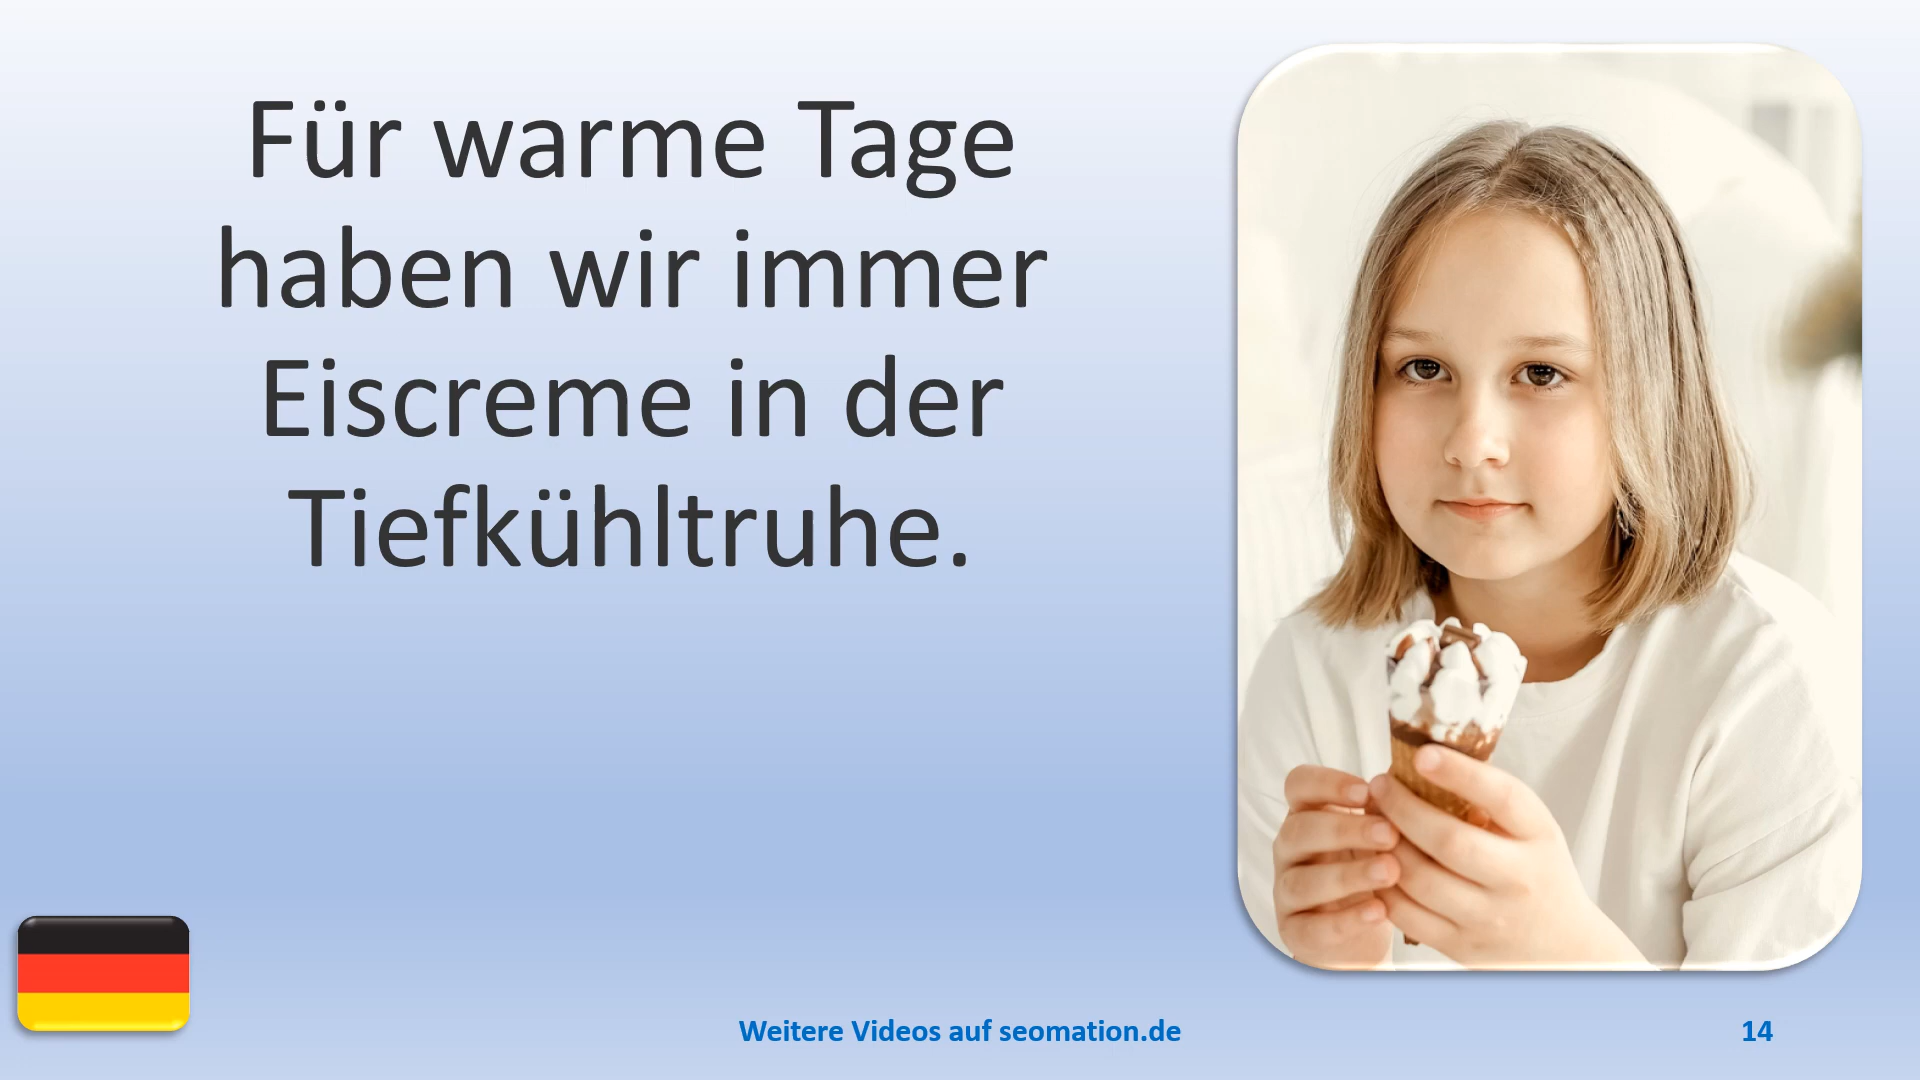 Für warme Tage
haben wir immer
Eiscreme in der
Tiefkühltruhe.
Weitere Videos auf seomation.de
14